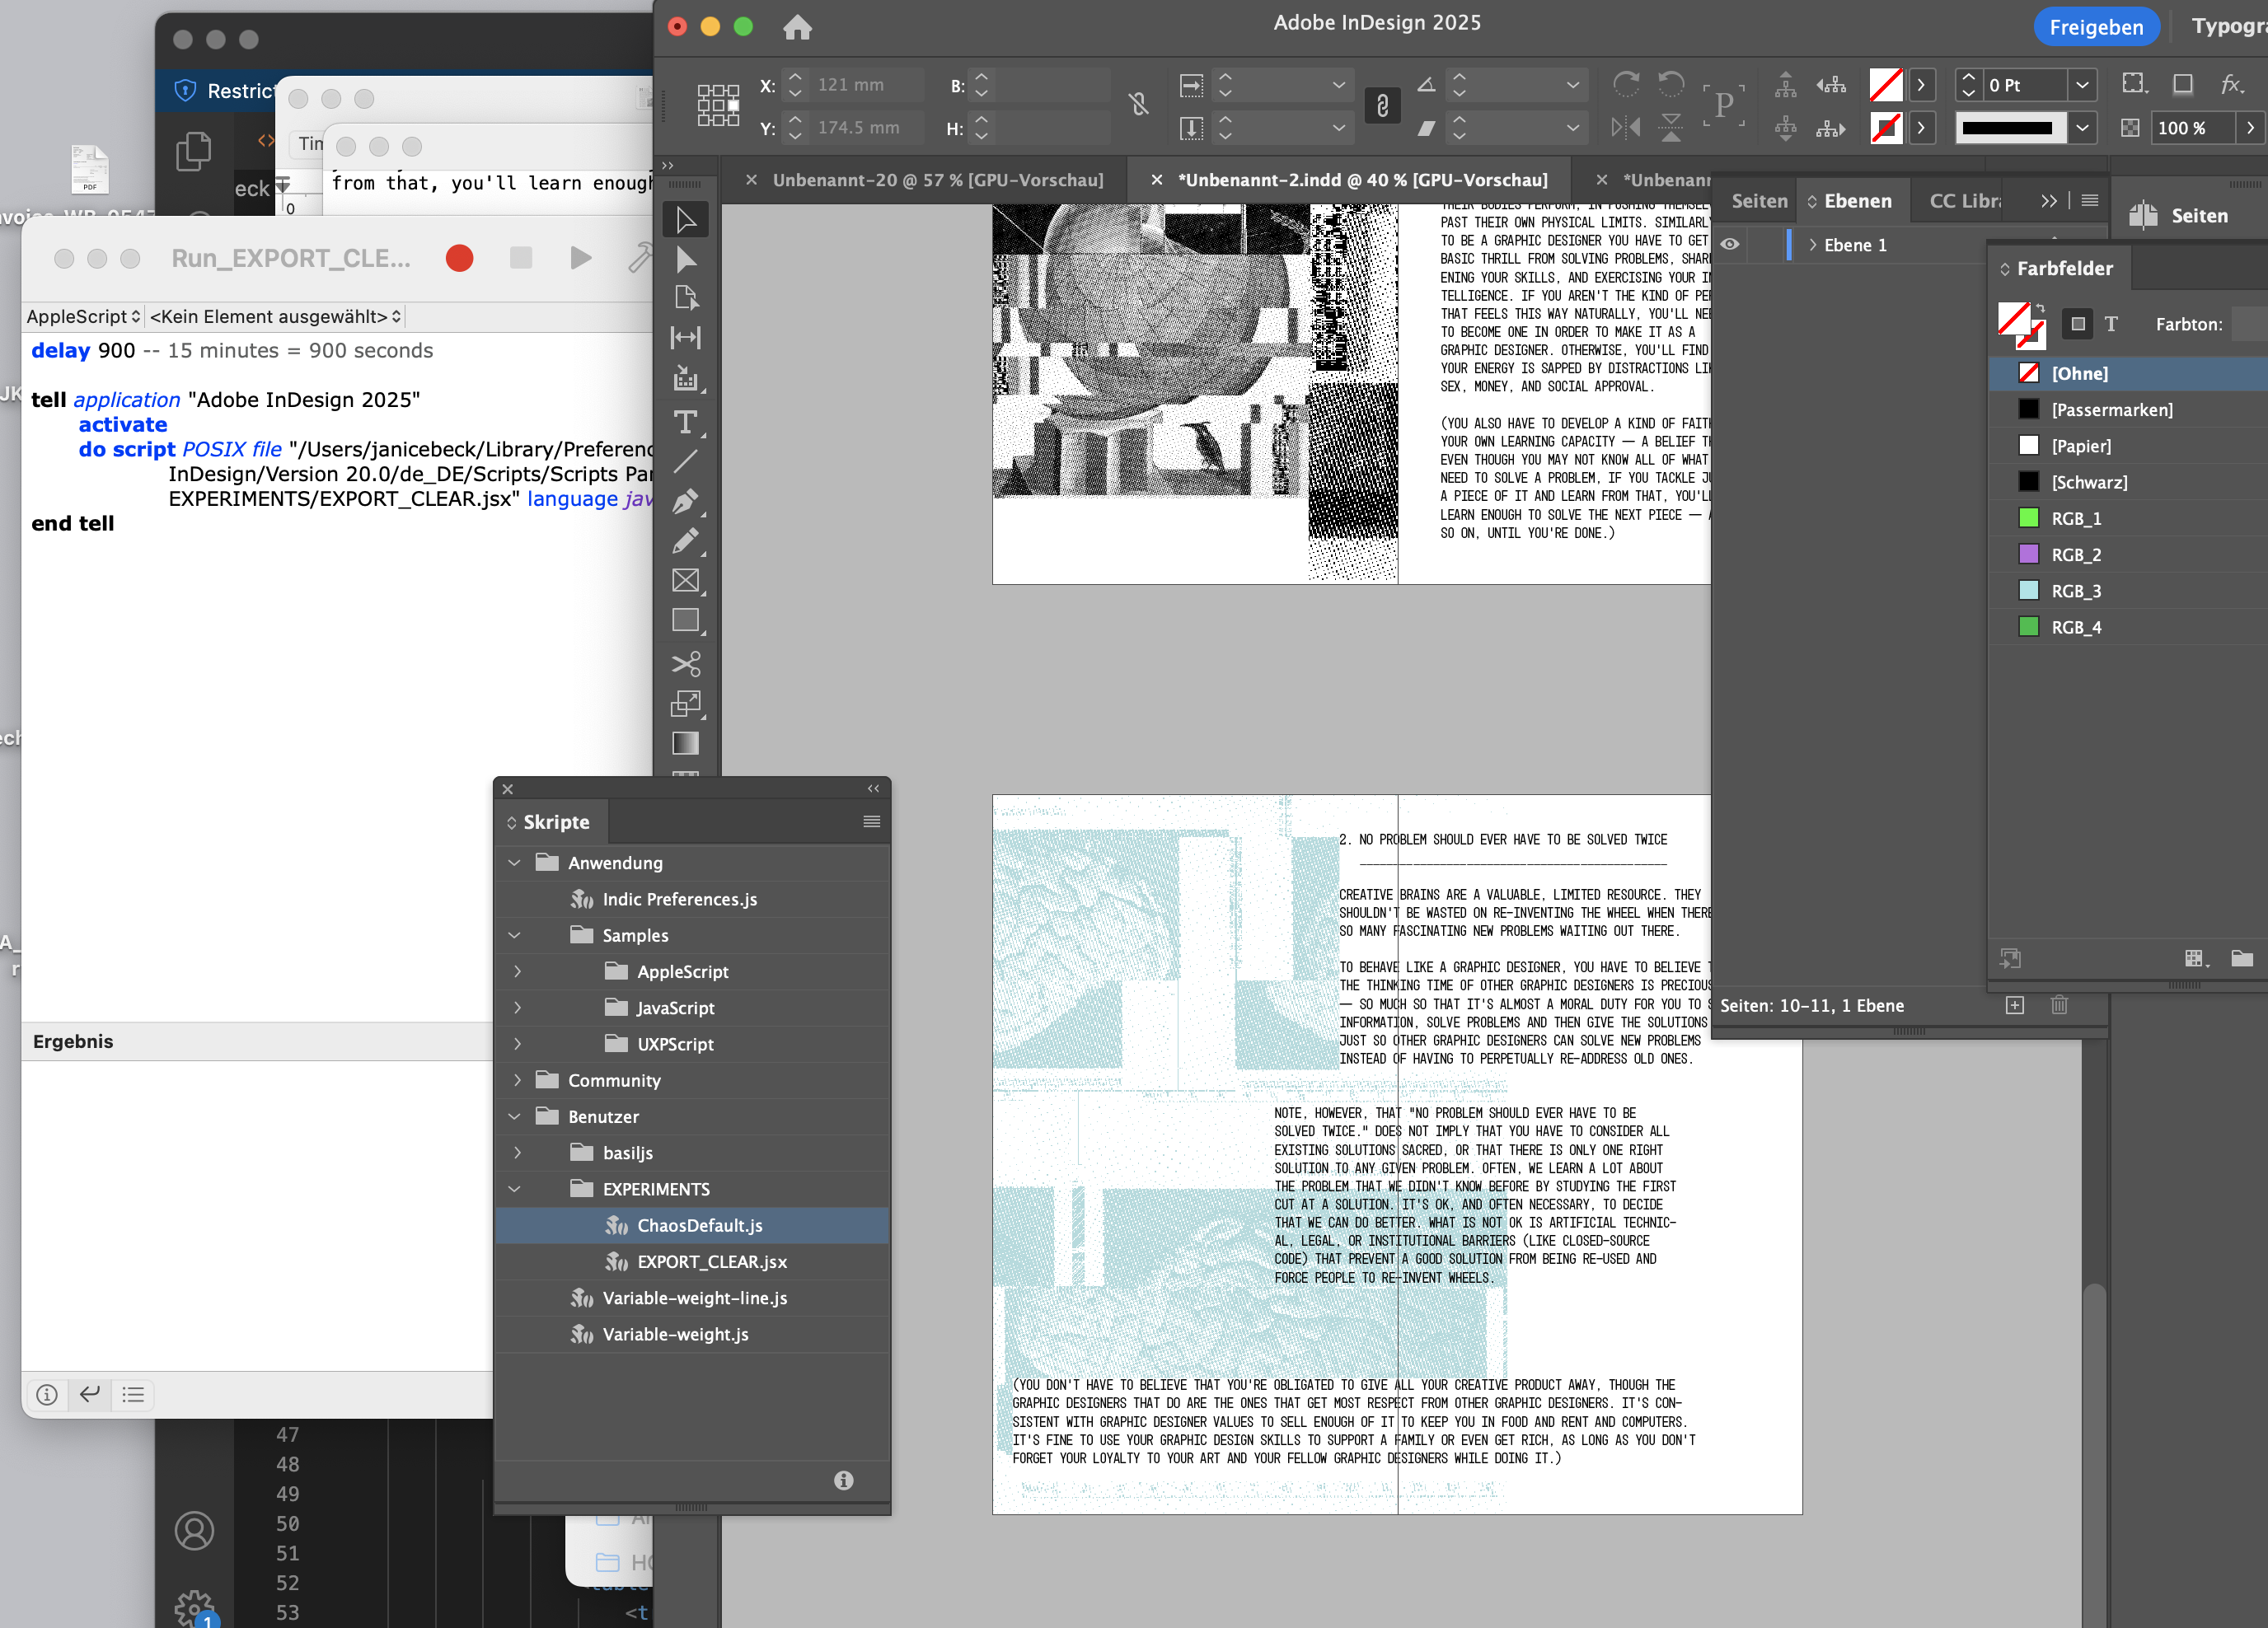 Adobe InDesign 2025
Freigeben
X: 121 mm
B:
0 Pt
Y: 174.5 mm
H:
100 %
P
fx
Unbenannt-20 @ 57 % [GPU-Vorschau]
*Unbenannt-2.indd @ 40 % [GPU-Vorschau]
PDF
0
from that, you'll learn enough
Run_EXPORT_CLE...
AppleScript
<Kein Element ausgewählt>
delay 900 -- 15 minutes = 900 seconds
tell application "Adobe InDesign 2025"
activate
do script POSIX file "/Users/janicebeck/Library/
InDesign/Version 20.0/de_DE/Scripts/Scripts
EXPERIMENTS/EXPORT_CLEAR.jsx" language
end tell
Ergebnis
47
48
49
50
51
52
53
1
Skripte
Anwendung
Indic Preferences.js
Samples
AppleScript
JavaScript
UXPScript
Community
Benutzer
basiljs
EXPERIMENTS
ChaosDefault.js
EXPORT_CLEAR.jsx
Variable-weight-line.js
Variable-weight.js
PAST THEIR OWN PHYSICAL LIMITS. SIMILARLY
TO BE A GRAPHIC DESIGNER YOU HAVE TO GET
BASIC THRILL FROM SOLVING PROBLEMS, SHAR
ENING YOUR SKILLS, AND EXERCISING YOUR
TELLIGENCE. IF YOU AREN'T THE KIND OF
THAT FEELS THIS WAY NATURALLY, YOU'LL
TO BECOME ONE IN ORDER TO MAKE IT AS A
GRAPHIC DESIGNER. OTHERWISE, YOU'LL FIND
YOUR ENERGY IS SAPPED BY DISTRACTIONS
SEX, MONEY, AND SOCIAL APPROVAL.
(YOU ALSO HAVE TO DEVELOP A KIND OF FAITH
YOUR OWN LEARNING CAPACITY — A BELIEF
EVEN THOUGH YOU MAY NOT KNOW ALL OF WHAT
NEED TO SOLVE A PROBLEM, IF YOU TACKLE
A PIECE OF IT AND LEARN FROM THAT,
LEARN ENOUGH TO SOLVE THE NEXT PIECE —
SO ON, UNTIL YOU'RE DONE.)
2. NO PROBLEM SHOULD EVER HAVE TO BE SOLVED TWICE
CREATIVE BRAINS ARE A VALUABLE, LIMITED RESOURCE. THEY
SHOULDN'T BE WASTED ON RE-INVENTING THE WHEEL WHEN THERE
SO MANY FASCINATING NEW PROBLEMS WAITING OUT THERE.
TO BEHAVE LIKE A GRAPHIC DESIGNER, YOU HAVE TO BELIEVE
THE THINKING TIME OF OTHER GRAPHIC DESIGNERS IS PRECIOUS
— SO MUCH SO THAT IT'S ALMOST A MORAL DUTY FOR YOU TO
INFORMATION, SOLVE PROBLEMS AND THEN GIVE THE SOLUTIONS
JUST SO OTHER GRAPHIC DESIGNERS CAN SOLVE NEW PROBLEMS
INSTEAD OF HAVING TO PERPETUALLY RE-ADDRESS OLD ONES.
NOTE, HOWEVER, THAT "NO PROBLEM SHOULD EVER HAVE TO BE
SOLVED TWICE." DOES NOT IMPLY THAT YOU HAVE TO CONSIDER ALL
EXISTING SOLUTIONS SACRED, OR THAT THERE IS ONLY ONE RIGHT
SOLUTION TO ANY GIVEN PROBLEM. OFTEN, WE LEARN A LOT ABOUT
THE PROBLEM THAT WE DIDN'T KNOW BEFORE BY STUDYING THE FIRST
CUT AT A SOLUTION. IT'S OK, AND OFTEN NECESSARY, TO DECIDE
THAT WE CAN DO BETTER. WHAT IS NOT OK IS ARTIFICIAL TECHNIC-
AL, LEGAL, OR INSTITUTIONAL BARRIERS (LIKE CLOSED-SOURCE
CODE) THAT PREVENT A GOOD SOLUTION FROM BEING RE-USED AND
FORCE PEOPLE TO RE-INVENT WHEELS.
(YOU DON'T HAVE TO BELIEVE THAT YOU'RE OBLIGATED TO GIVE ALL YOUR CREATIVE PRODUCT AWAY, THOUGH THE
GRAPHIC DESIGNERS THAT DO ARE THE ONES THAT GET MOST RESPECT FROM OTHER GRAPHIC DESIGNERS. IT'S CON-
SISTENT WITH GRAPHIC DESIGNER VALUES TO SELL ENOUGH OF IT TO KEEP YOU IN FOOD AND RENT AND COMPUTERS.
IT'S FINE TO USE YOUR GRAPHIC DESIGN SKILLS TO SUPPORT A FAMILY OR EVEN GET RICH, AS LONG AS YOU DON'T
FORGET YOUR LOYALTY TO YOUR ART AND YOUR FELLOW GRAPHIC DESIGNERS WHILE DOING IT.)
Seiten
Ebenen
CC Libra
Ebene 1
Seiten: 10-11, 1 Ebene
Seiten
Farbfelder
T
Farbton:
[Ohne]
[Passermarken]
[Papier]
[Schwarz]
RGB_1
RGB_2
RGB_3
RGB_4